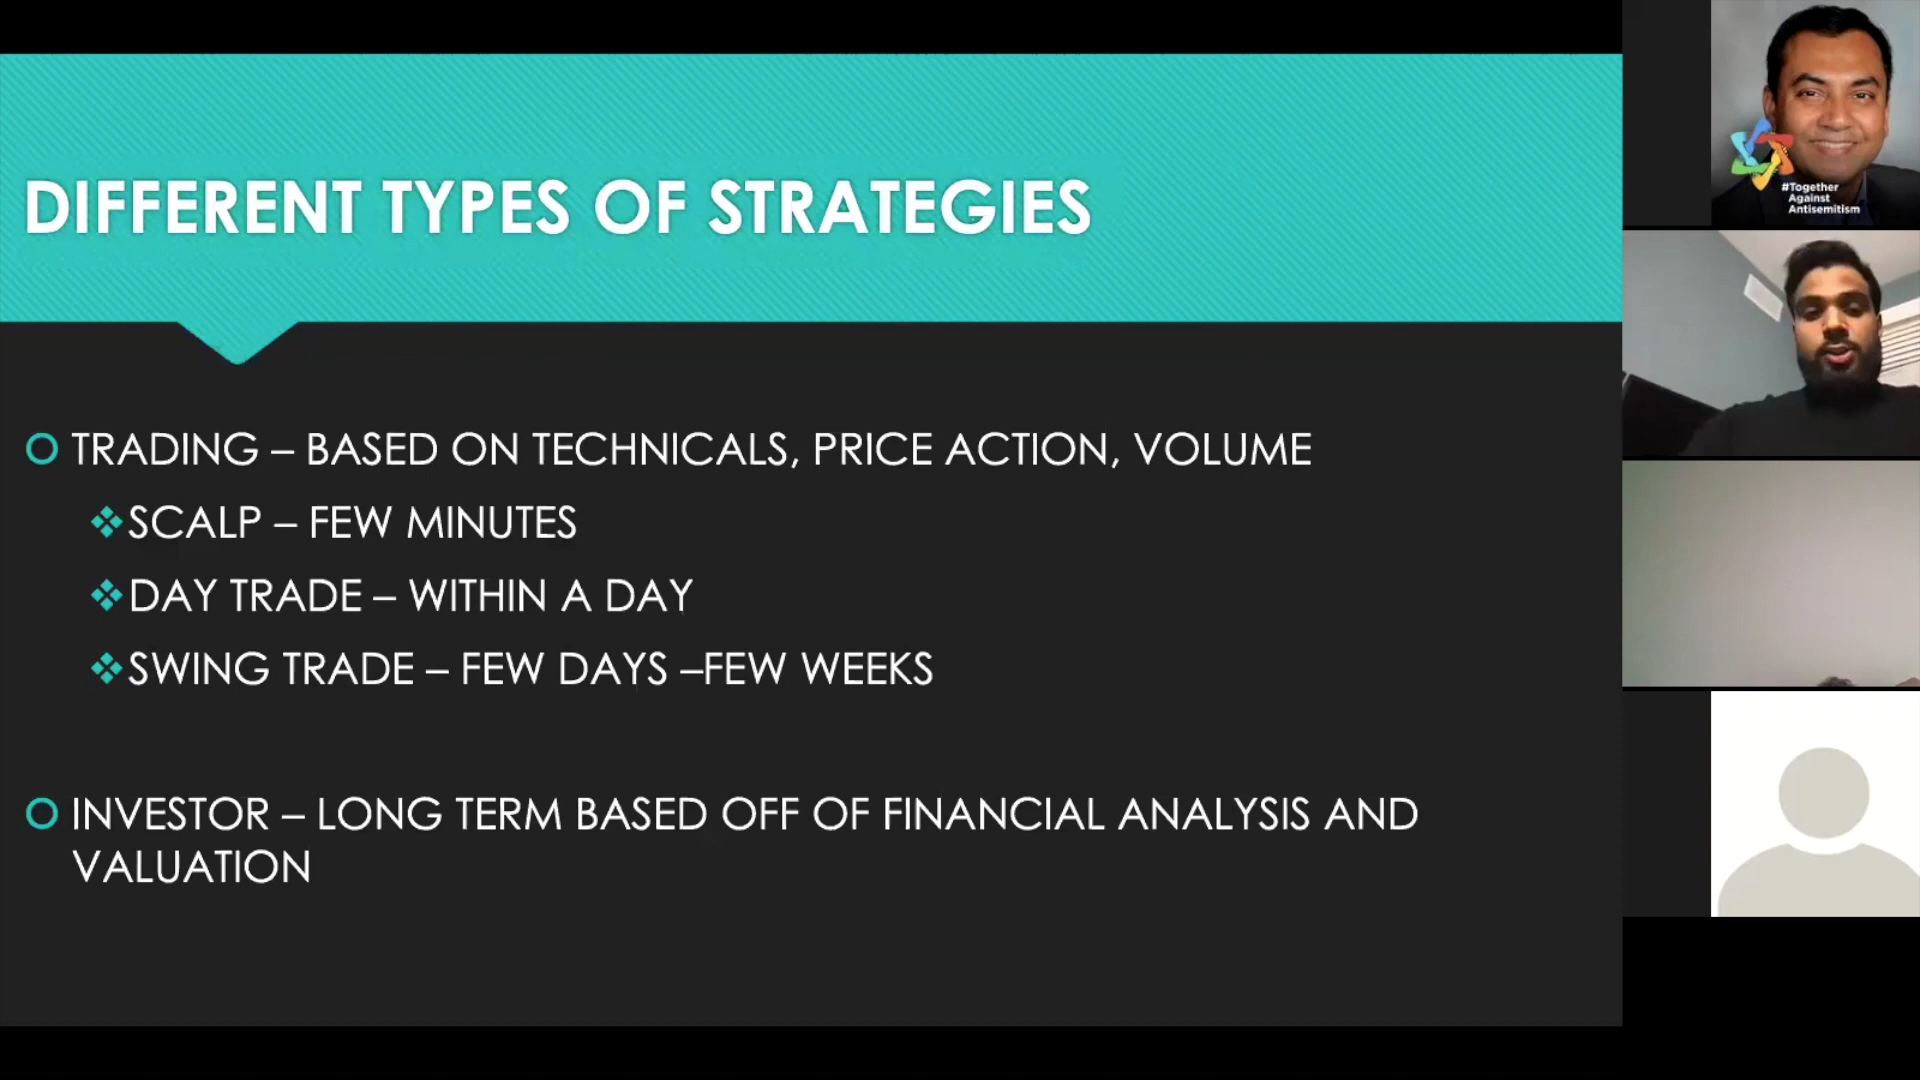 DIFFERENT TYPES OF STRATEGIES
TRADING – BASED ON TECHNICALS, PRICE ACTION, VOLUME
SCALP – FEW MINUTES
DAY TRADE – WITHIN A DAY
SWING TRADE – FEW DAYS –FEW WEEKS
INVESTOR – LONG TERM BASED OFF OF FINANCIAL ANALYSIS AND
VALUATION
#Together
Against
Antisemitism